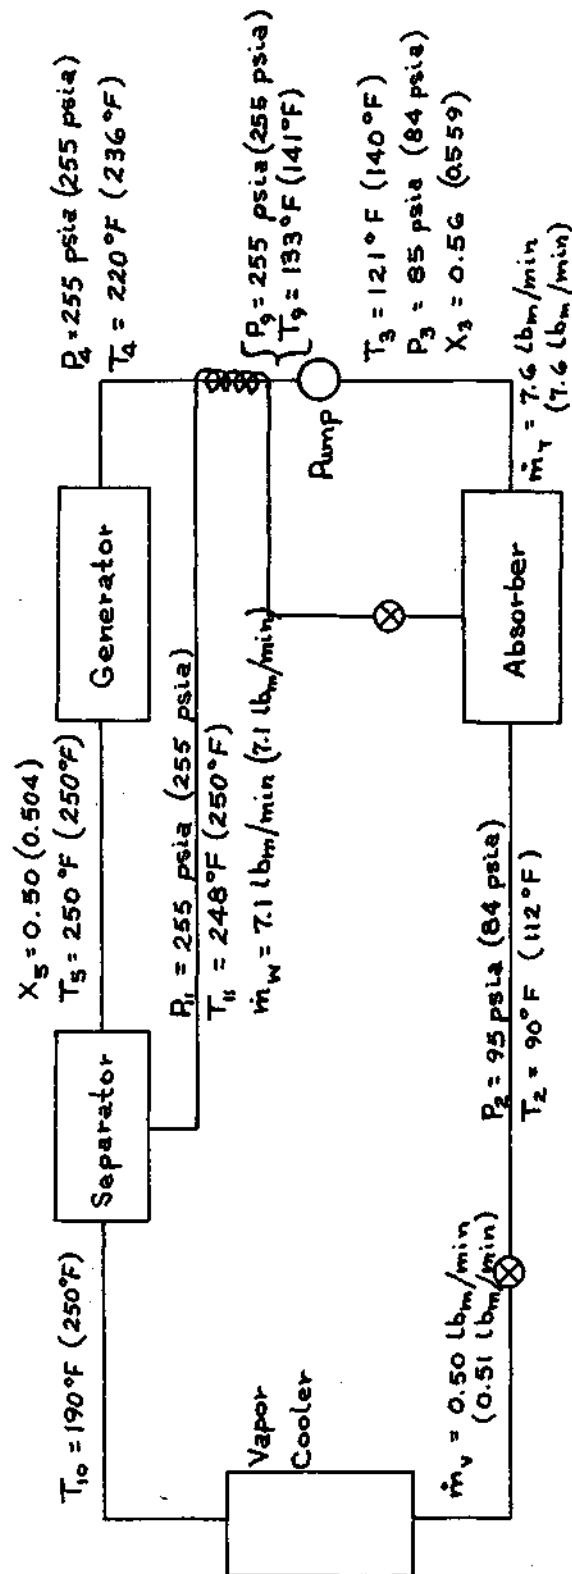 P₄ = 255 psia (255 psia)
T₄ = 220°F (236°F)
Generator
X₅ = 0.50 (0.504)
T₅ = 250°F (250°F)
Separator
T₁₀ = 190°F (250°F)
P₁₁ = 255 psia (255 psia)
T₁₁ = 248°F (250°F)
ṁ_W = 7.1 lbm/min (7.1 lbm/min)
P₉ = 255 psia (255 psia)
T₉ = 133°F (141°F)
Pump
T₃ = 121°F (140°F)
P₃ = 85 psia (84 psia)
X₃ = 0.56 (0.559)
ṁ_T = 7.6 lbm/min
(7.6 lbm/min)
Absorber
P₂ = 95 psia (84 psia)
T₂ = 90°F (112°F)
ṁ_V = 0.50 lbm/min
(0.51 lbm/min)
Vapor
Cooler